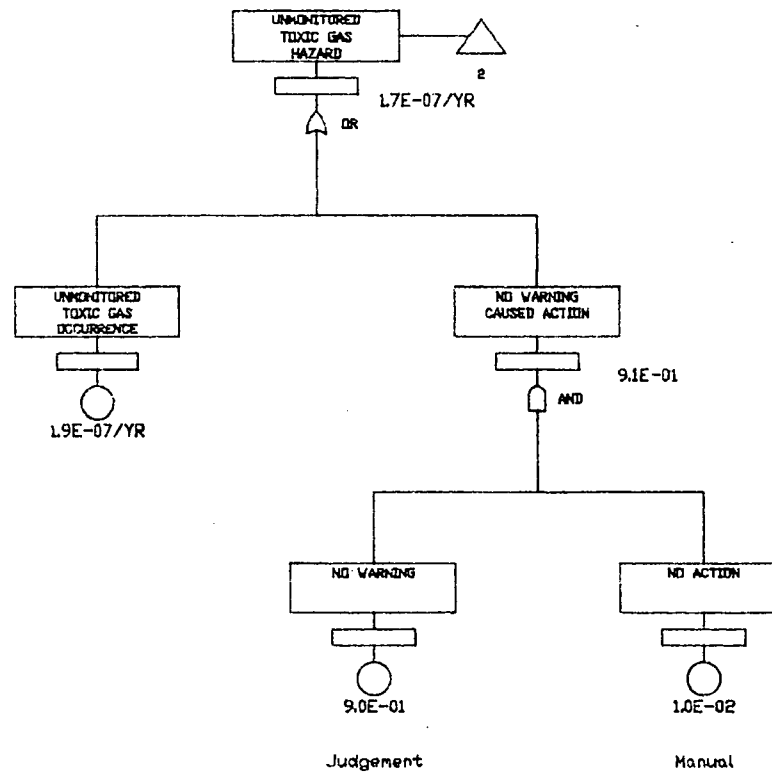 UNMONITORED
TOXIC GAS
HAZARD
2
1.7E-07/YR
OR
UNMONITORED
TOXIC GAS
OCCURRENCE
NO WARNING
CAUSED ACTION
9.1E-01
1.9E-07/YR
AND
NO WARNING
NO ACTION
9.0E-01
1.0E-02
Judgement
Manual